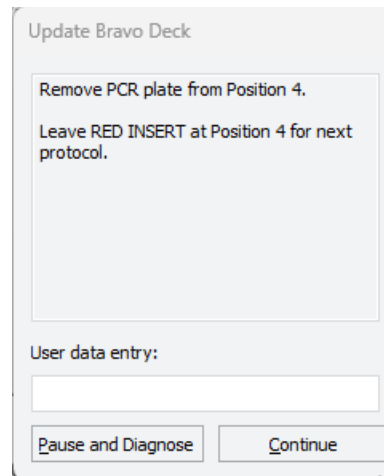 Update Bravo Deck
Remove PCR plate from Position 4.
Leave RED INSERT at Position 4 for next
protocol.
User data entry:
Pause and Diagnose
Continue